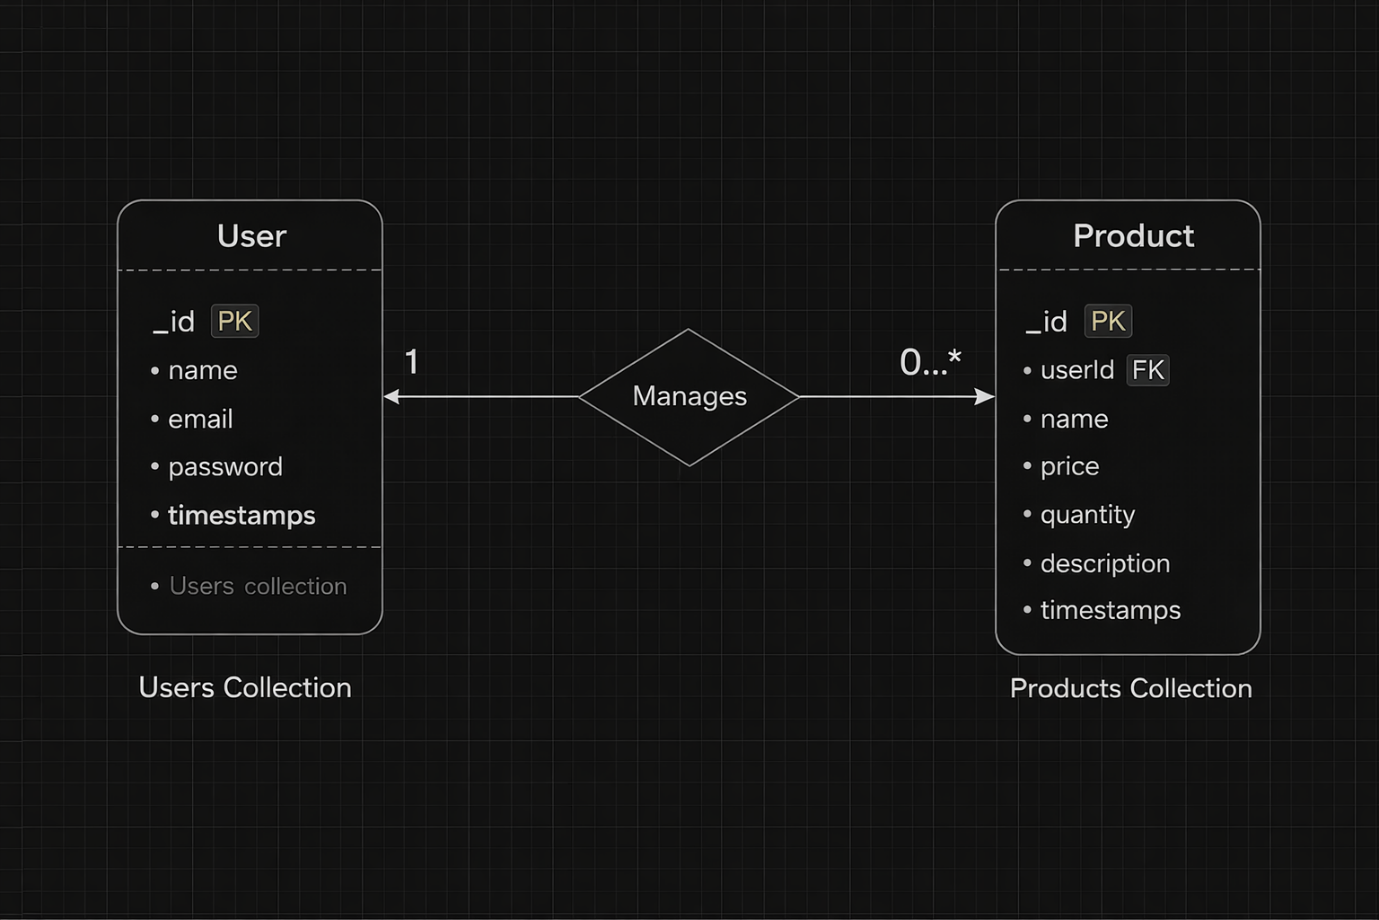 User
_id PK
• name
• email
• password
• timestamps
• Users collection
Users Collection
1
Manages
0...*
Product
_id PK
• userId FK
• name
• price
• quantity
• description
• timestamps
Products Collection